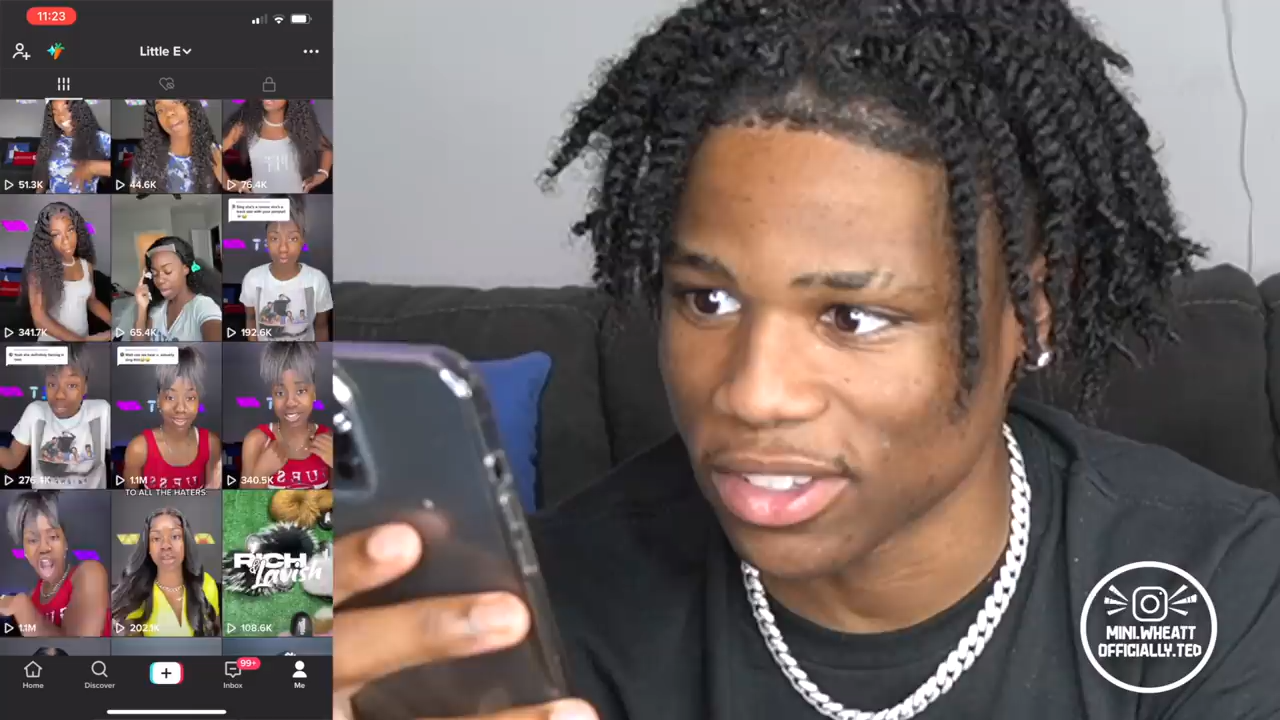 11:23
Little E
51.3K
44.6K
76.4K
341.7K
65.4K
192.6K
1.1M
340.5K
TO ALL THE HATERS
RICH
Lavish
1.1M
202.1K
108.6K
Home
Discover
99+
Inbox
Me
MINI.WHEATT
OFFICIALLY.TED